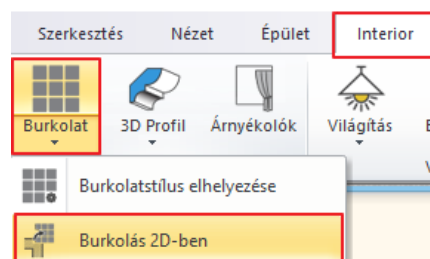 Szerkesztés Nézet Épület Interior
Burkolat 3D Profil Árnyékolók Világítás
Burkolatstílus elhelyezése
Burkolás 2D-ben